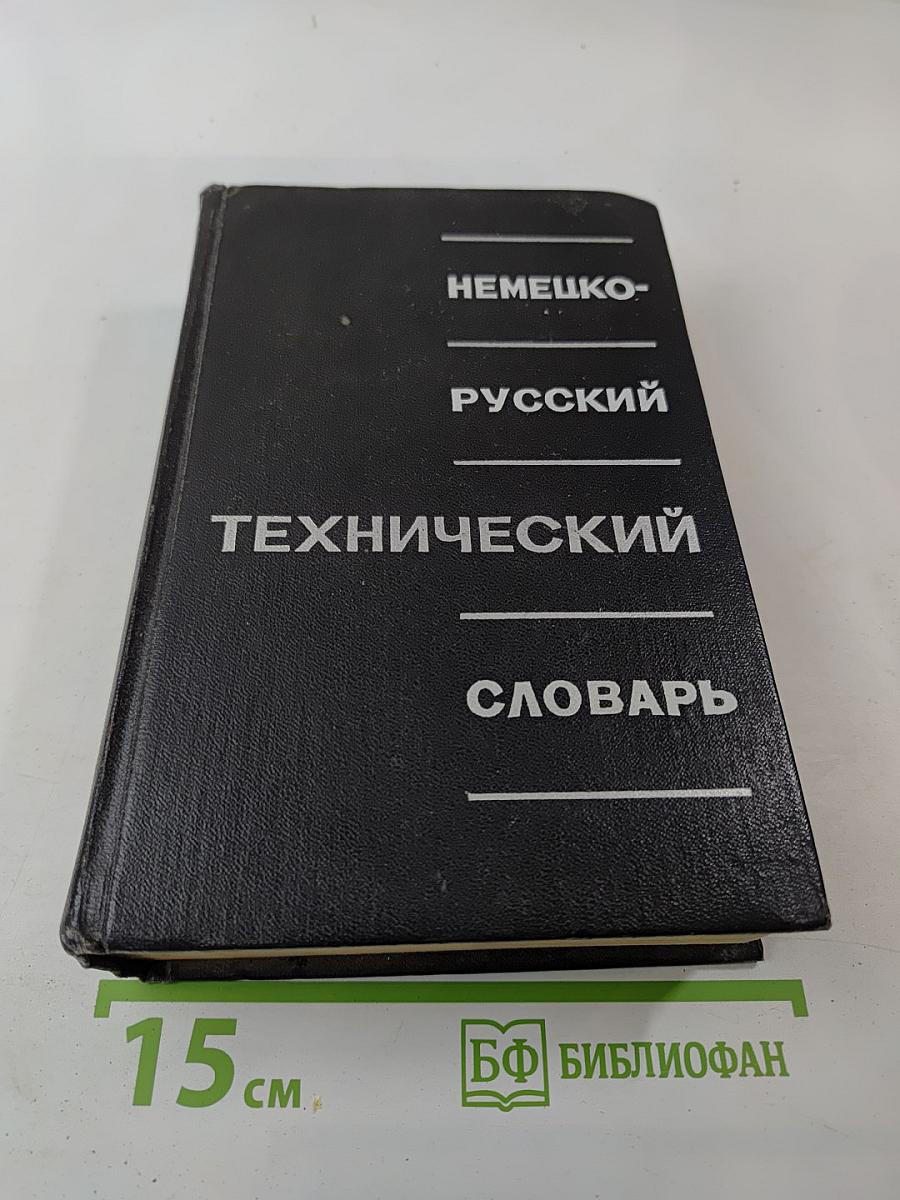 НЕМЕЦКО-
РУССКИЙ
ТЕХНИЧЕСКИЙ
СЛОВАРЬ
15 см
БФ БИБЛИОФАН